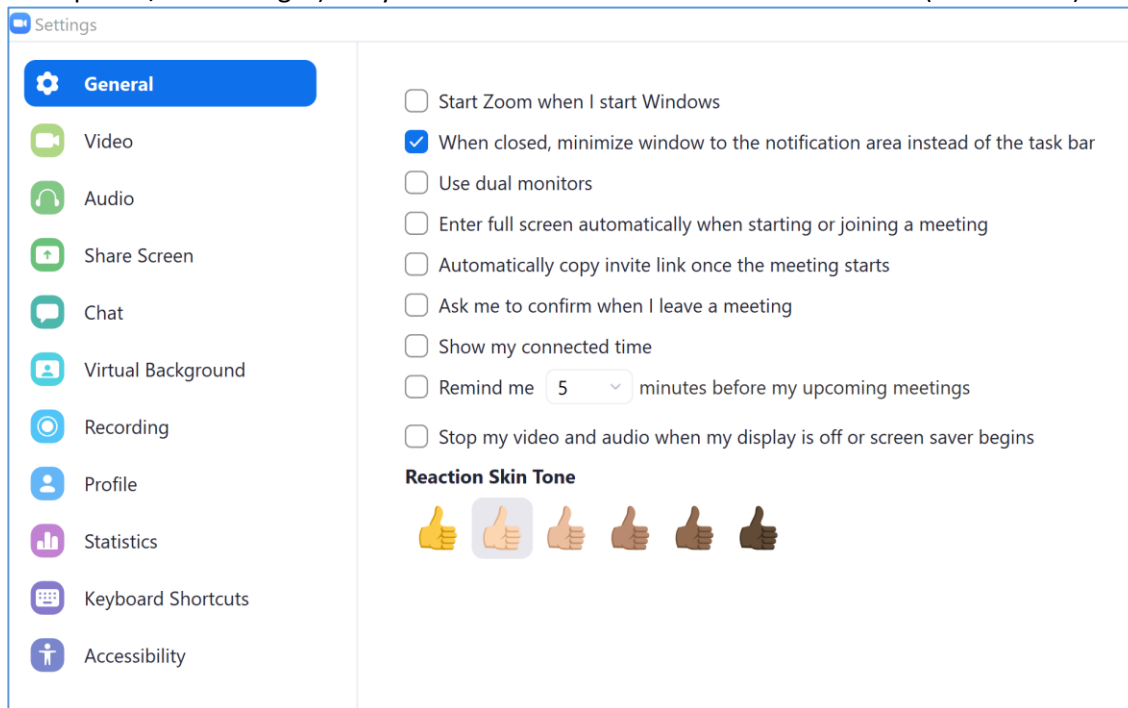 Settings
General
Video
Audio
Share Screen
Chat
Virtual Background
Recording
Profile
Statistics
Keyboard Shortcuts
Accessibility
Start Zoom when I start Windows
When closed, minimize window to the notification area instead of the task bar
Use dual monitors
Enter full screen automatically when starting or joining a meeting
Automatically copy invite link once the meeting starts
Ask me to confirm when I leave a meeting
Show my connected time
Remind me 5 minutes before my upcoming meetings
Stop my video and audio when my display is off or screen saver begins
Reaction Skin Tone